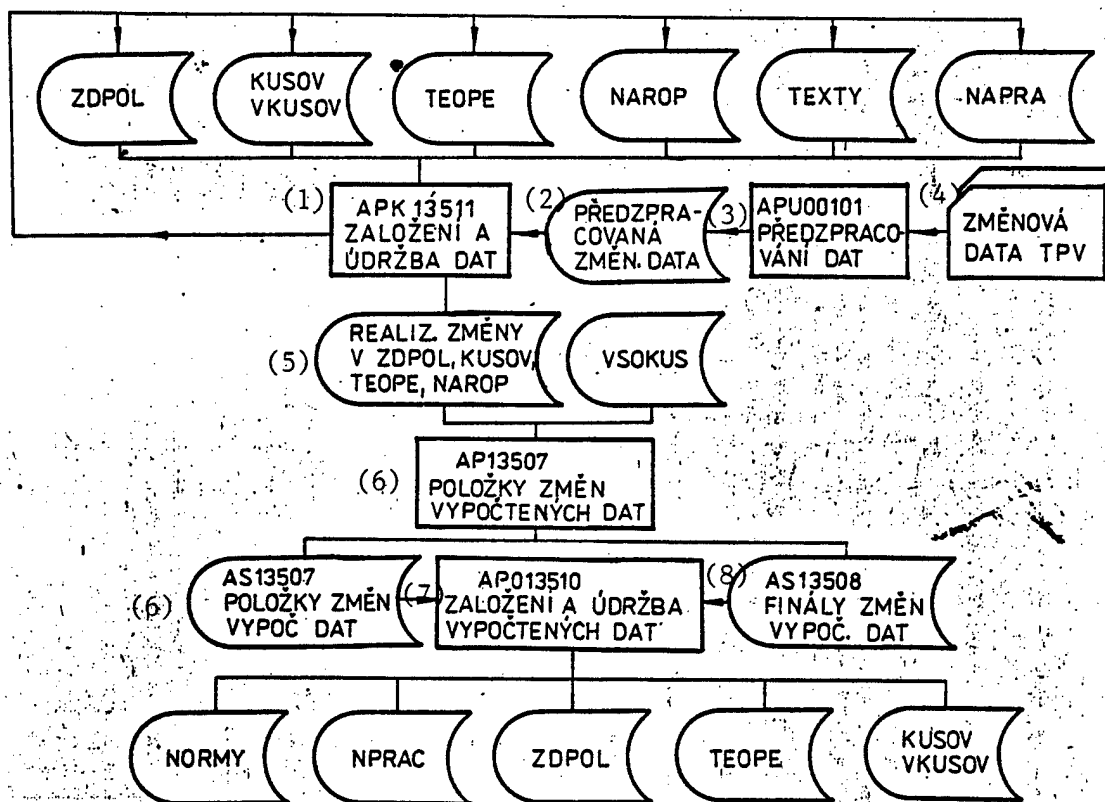 ZDPOL
KUSOV
VKUSOV
TEOPE
NAROP
TEXTY
NAPRA
(1)
APK 13511
ZALOŽENÍ A
ÚDRŽBA DAT
(2)
PŘEDZPRA-
COVANÁ
ZMĚN. DATA
(3)
APU00101
PŘEDZPRACO-
VÁNÍ DAT
(4)
ZMĚNOVÁ
DATA TPV
(5)
REALIZ. ZMĚNY
V ZDPOL, KUSOV,
TEOPE, NAROP
VSOKUS
(6)
AP13507
POLOŽKY ZMĚN
VYPOČTENÝCH DAT
(6)
AS13507
POLOŽKY ZMĚN
VYPOČ DAT
(7)
AP013510
ZALOŽENÍ A ÚDRŽBA
VYPOČTENÝCH DAT
(8)
AS13508
FINÁLY ZMĚN
VYPOČ. DAT
NORMY
NPRAC
ZDPOL
TEOPE
KUSOV
VKUSOV